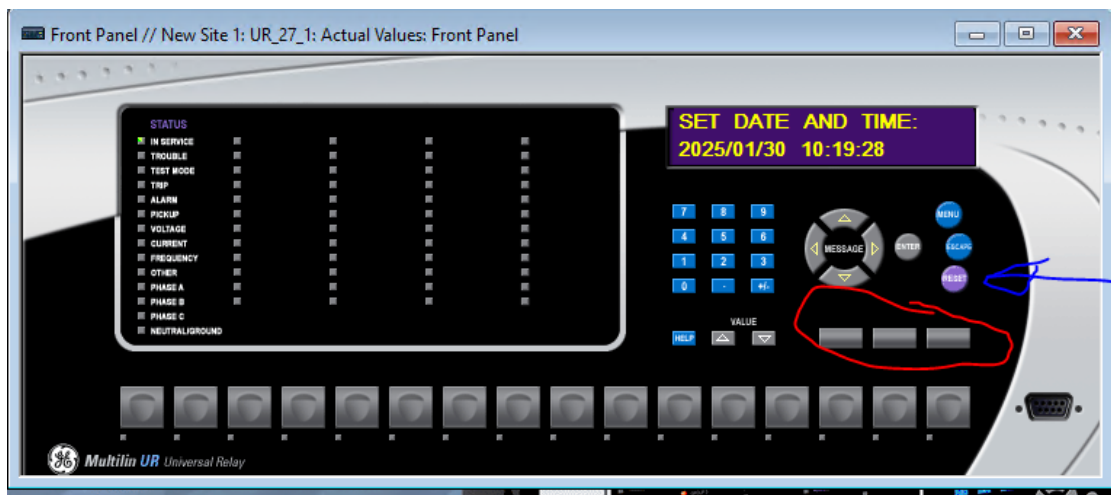 Front Panel // New Site 1: UR_27_1: Actual Values: Front Panel
STATUS
IN SERVICE
TROUBLE
TEST MODE
TRIP
ALARM
PICKUP
VOLTAGE
CURRENT
FREQUENCY
OTHER
PHASE A
PHASE B
PHASE C
NEUTRAL/GROUND
SET DATE AND TIME:
2025/01/30 10:19:28
7 8 9
4 5 6
1 2 3
0 . +/-
MESSAGE
ENTER
MENU
ESCAPE
RESET
VALUE
HELP
GE Multilin UR Universal Relay